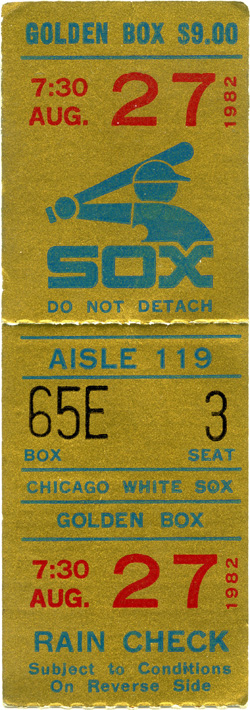 GOLDEN BOX $9.00
7:30 27 1982
AUG.
SOX
DO NOT DETACH
AISLE 119
65E 3
BOX SEAT
CHICAGO WHITE SOX
GOLDEN BOX
7:30 27 1982
AUG.
RAIN CHECK
Subject to Conditions
On Reverse Side